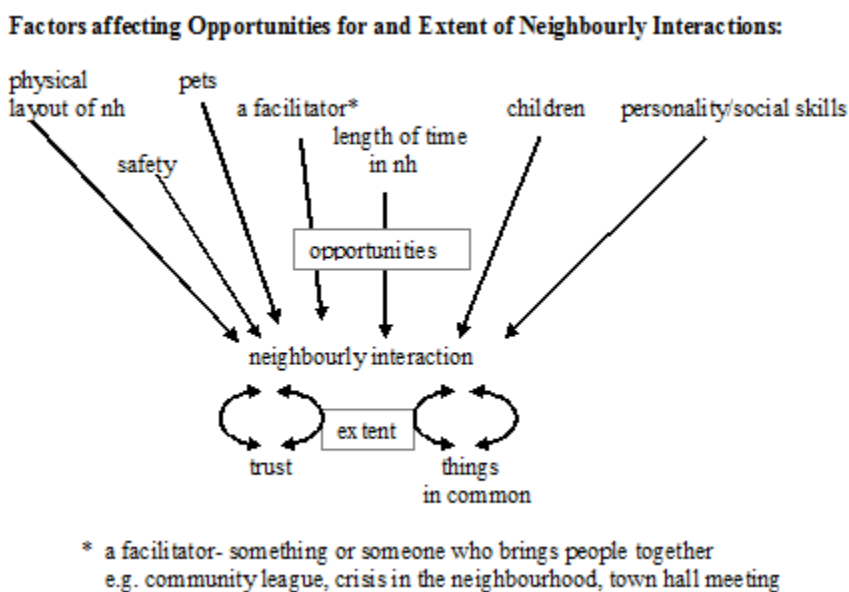 Factors affecting Opportunities for and Extent of Neighbourly Interactions:
physical
layout of nh
pets
a facilitator*
children
personality/social skills
length of time
in nh
safety
opportunities
neighbourly interaction
extent
trust
things
in common
* a facilitator- something or someone who brings people together
e.g. community league, crisis in the neighbourhood, town hall meeting